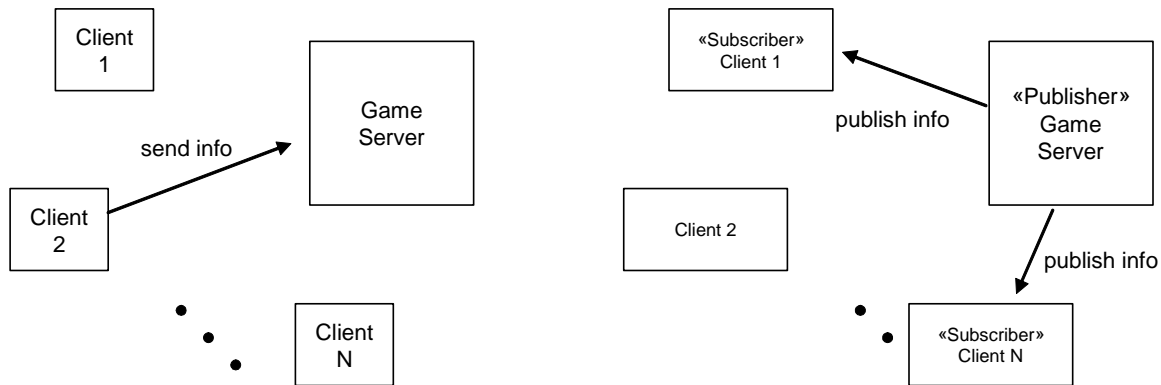 Client
1
Game
Server
send info
Client
2
Client
N
«Subscriber»
Client 1
«Publisher»
Game
Server
publish info
Client 2
publish info
«Subscriber»
Client N